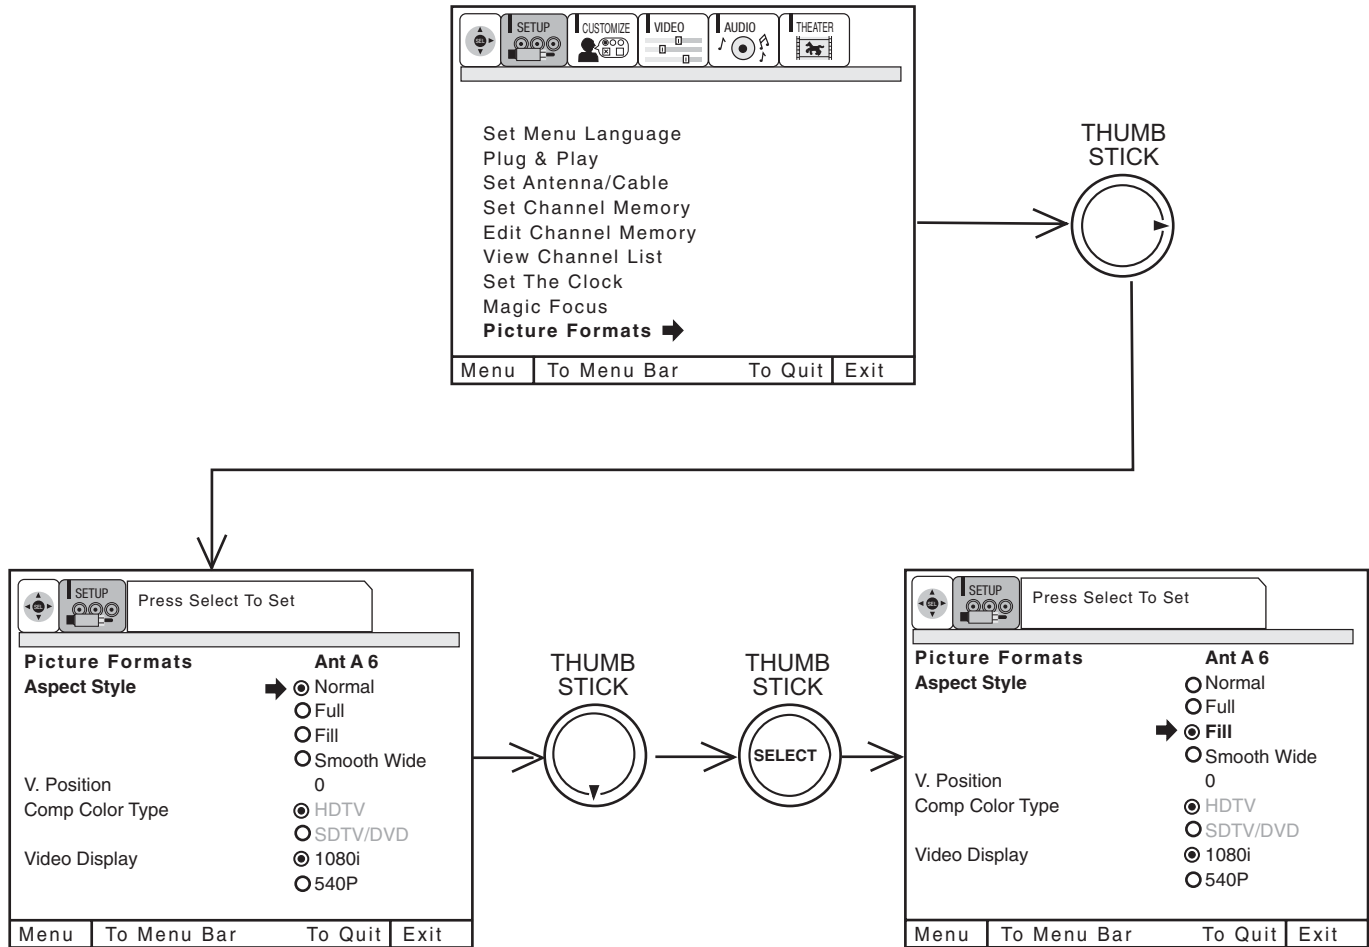 SEL SETUP CUSTOMIZE VIDEO AUDIO THEATER
Set Menu Language
Plug & Play
Set Antenna/Cable
Set Channel Memory
Edit Channel Memory
View Channel List
Set The Clock
Magic Focus
Picture Formats
Menu To Menu Bar To Quit Exit
THUMB
STICK
SEL SETUP Press Select To Set
Picture Formats Ant A 6
Aspect Style Normal
Full
Fill
Smooth Wide
V. Position 0
Comp Color Type HDTV
SDTV/DVD
Video Display 1080i
540P
Menu To Menu Bar To Quit Exit
THUMB
STICK
THUMB
STICK
SELECT
SEL SETUP Press Select To Set
Picture Formats Ant A 6
Aspect Style Normal
Full
Fill
Smooth Wide
V. Position 0
Comp Color Type HDTV
SDTV/DVD
Video Display 1080i
540P
Menu To Menu Bar To Quit Exit